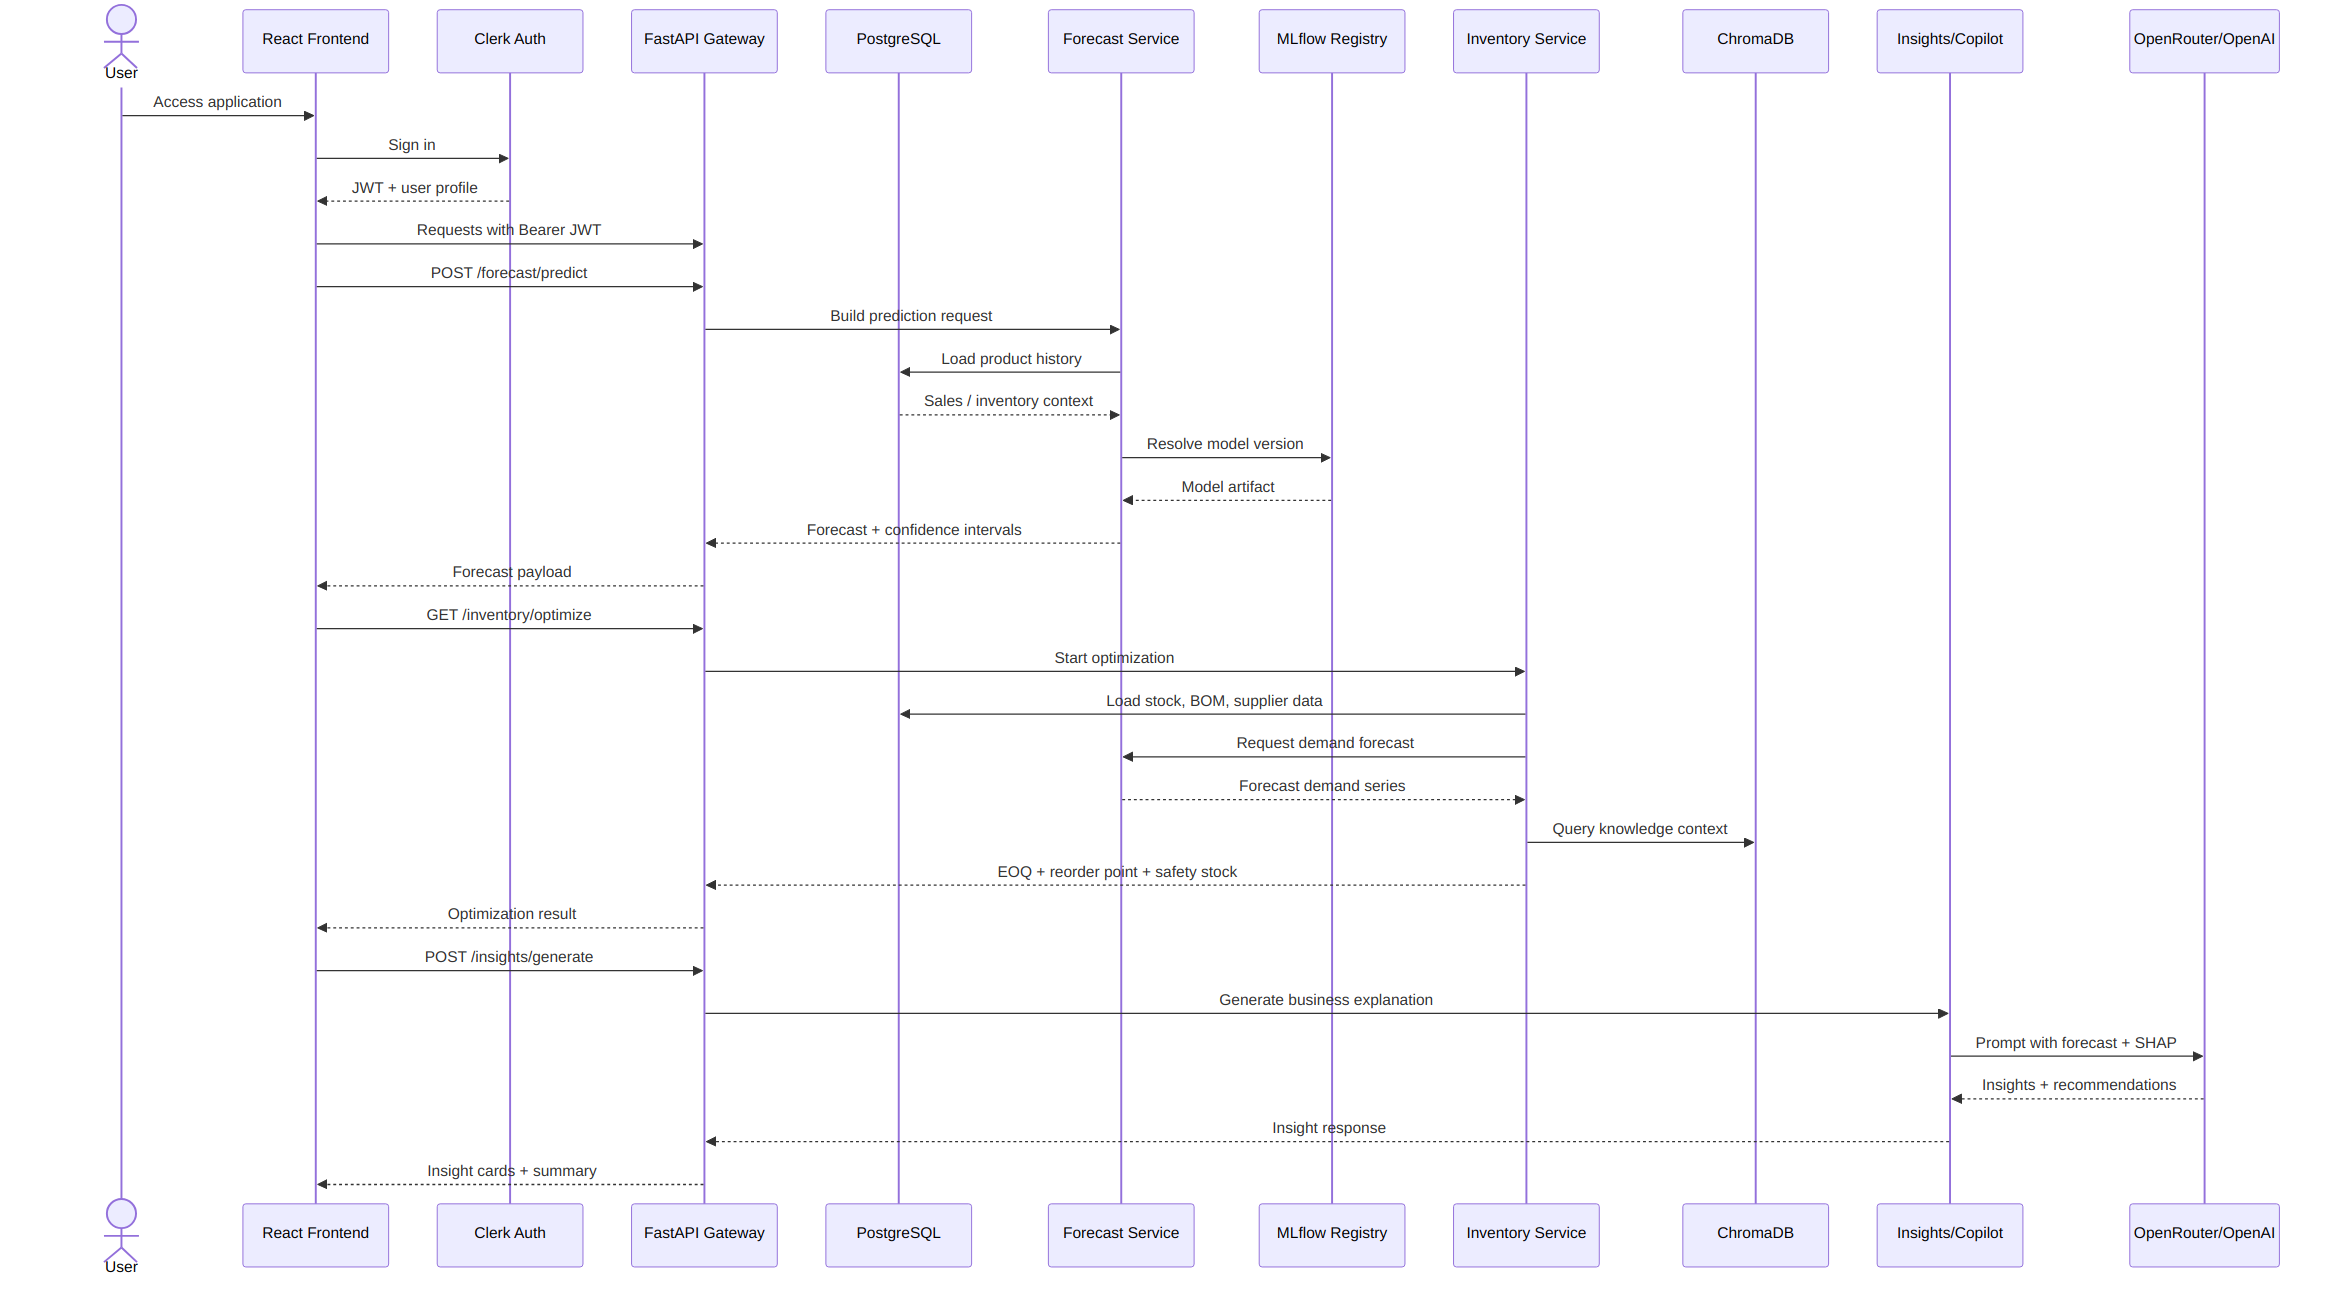 React Frontend
Clerk Auth
FastAPI Gateway
PostgreSQL
Forecast Service
MLflow Registry
Inventory Service
ChromaDB
Insights/Copilot
OpenRouter/OpenAI
User
Access application
Sign in
JWT + user profile
Requests with Bearer JWT
POST /forecast/predict
Build prediction request
Load product history
Sales / inventory context
Resolve model version
Model artifact
Forecast + confidence intervals
Forecast payload
GET /inventory/optimize
Start optimization
Load stock, BOM, supplier data
Request demand forecast
Forecast demand series
Query knowledge context
EOQ + reorder point + safety stock
Optimization result
POST /insights/generate
Generate business explanation
Prompt with forecast + SHAP
Insights + recommendations
Insight response
Insight cards + summary
React Frontend
Clerk Auth
FastAPI Gateway
PostgreSQL
Forecast Service
MLflow Registry
Inventory Service
ChromaDB
Insights/Copilot
OpenRouter/OpenAI
User